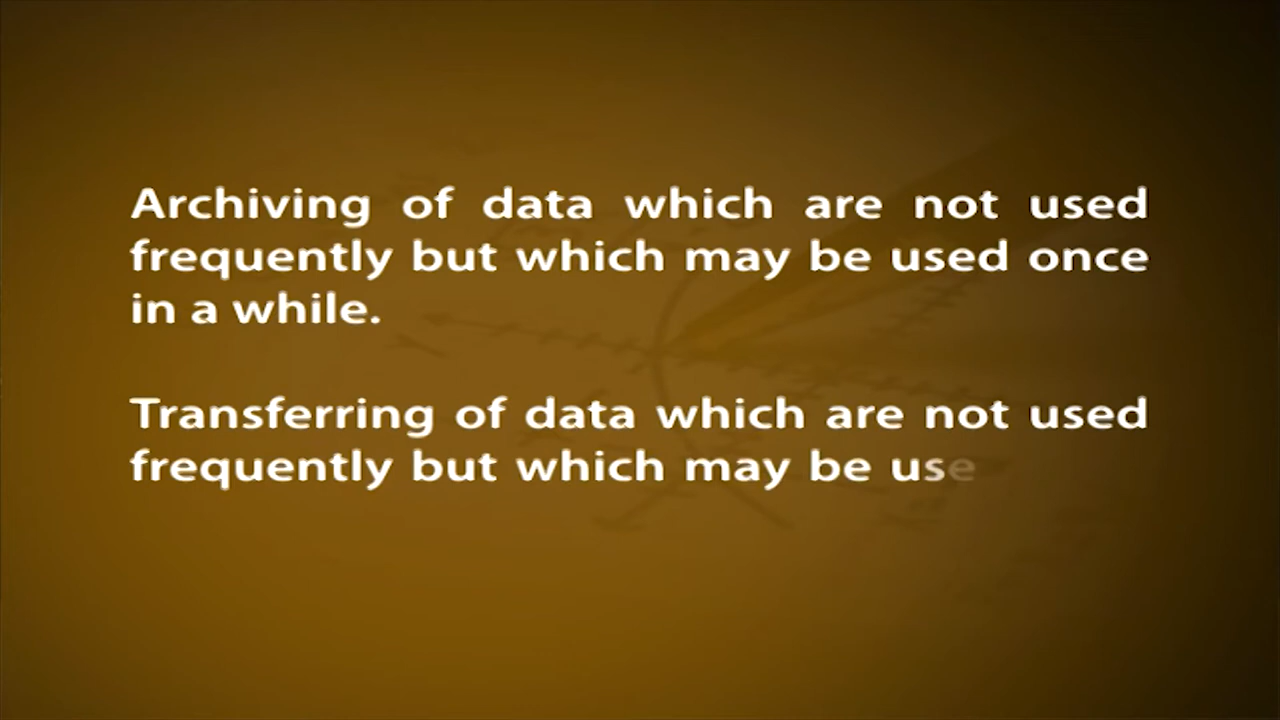 Archiving of data which are not used
frequently but which may be used once
in a while.
Transferring of data which are not used
frequently but which may be use